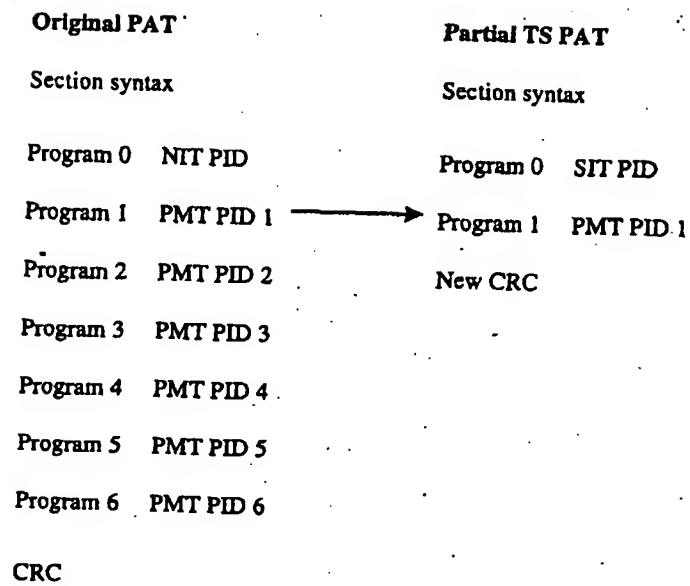 Original PAT
Section syntax
Program 0 NIT PID
Program 1 PMT PID 1
Program 2 PMT PID 2
Program 3 PMT PID 3
Program 4 PMT PID 4
Program 5 PMT PID 5
Program 6 PMT PID 6
CRC
Partial TS PAT
Section syntax
Program 0 SIT PID
Program 1 PMT PID 1
New CRC